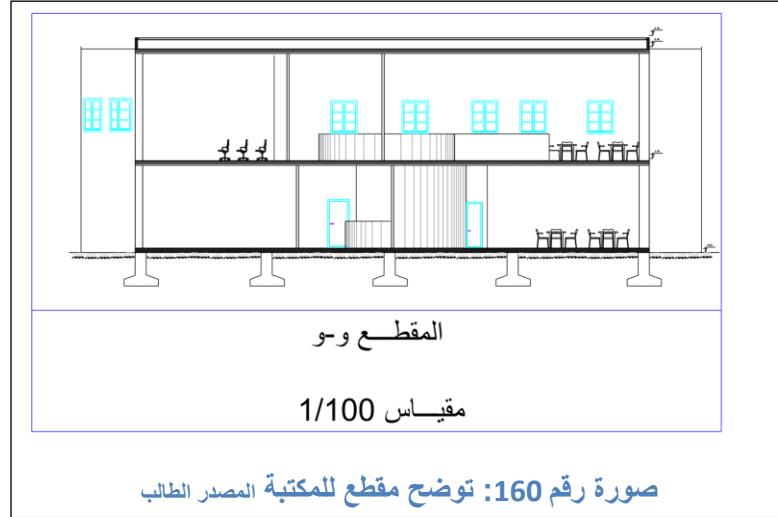 المقطـــع و-و
مقيـــاس 1/100
صورة رقم 160: توضح مقطع للمكتبة المصدر الطالب